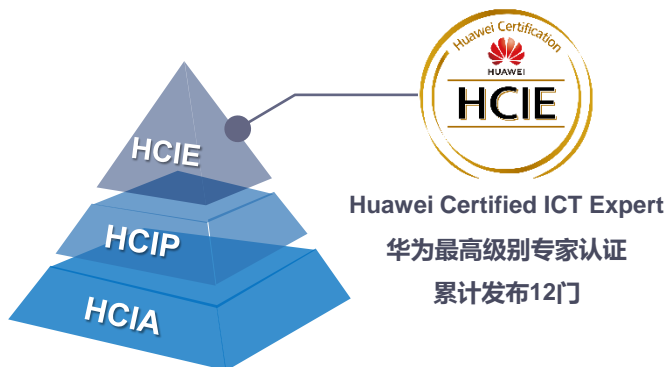 HCIE
HCIP
HCIA
Huawei Certification
HUAWEI
HCIE
Huawei Certified ICT Expert
华为最高级别专家认证
累计发布12门